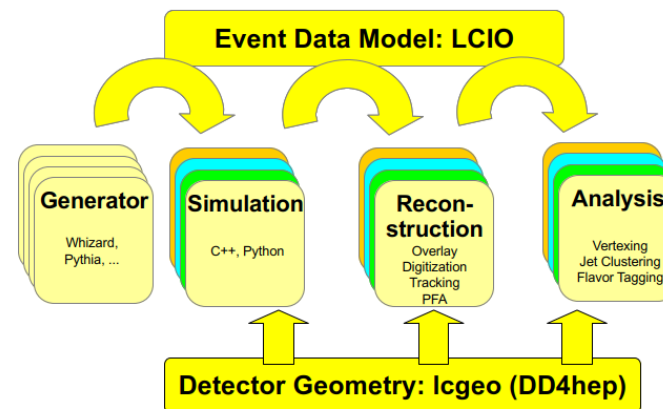 Event Data Model: LCIO
Generator
Whizard,
Pythia, ...
Simulation
C++, Python
Recon-
struction
Overlay
Digitization
Tracking
PFA
Analysis
Vertexing
Jet Clustering
Flavor Tagging
Detector Geometry: lcgeo (DD4hep)